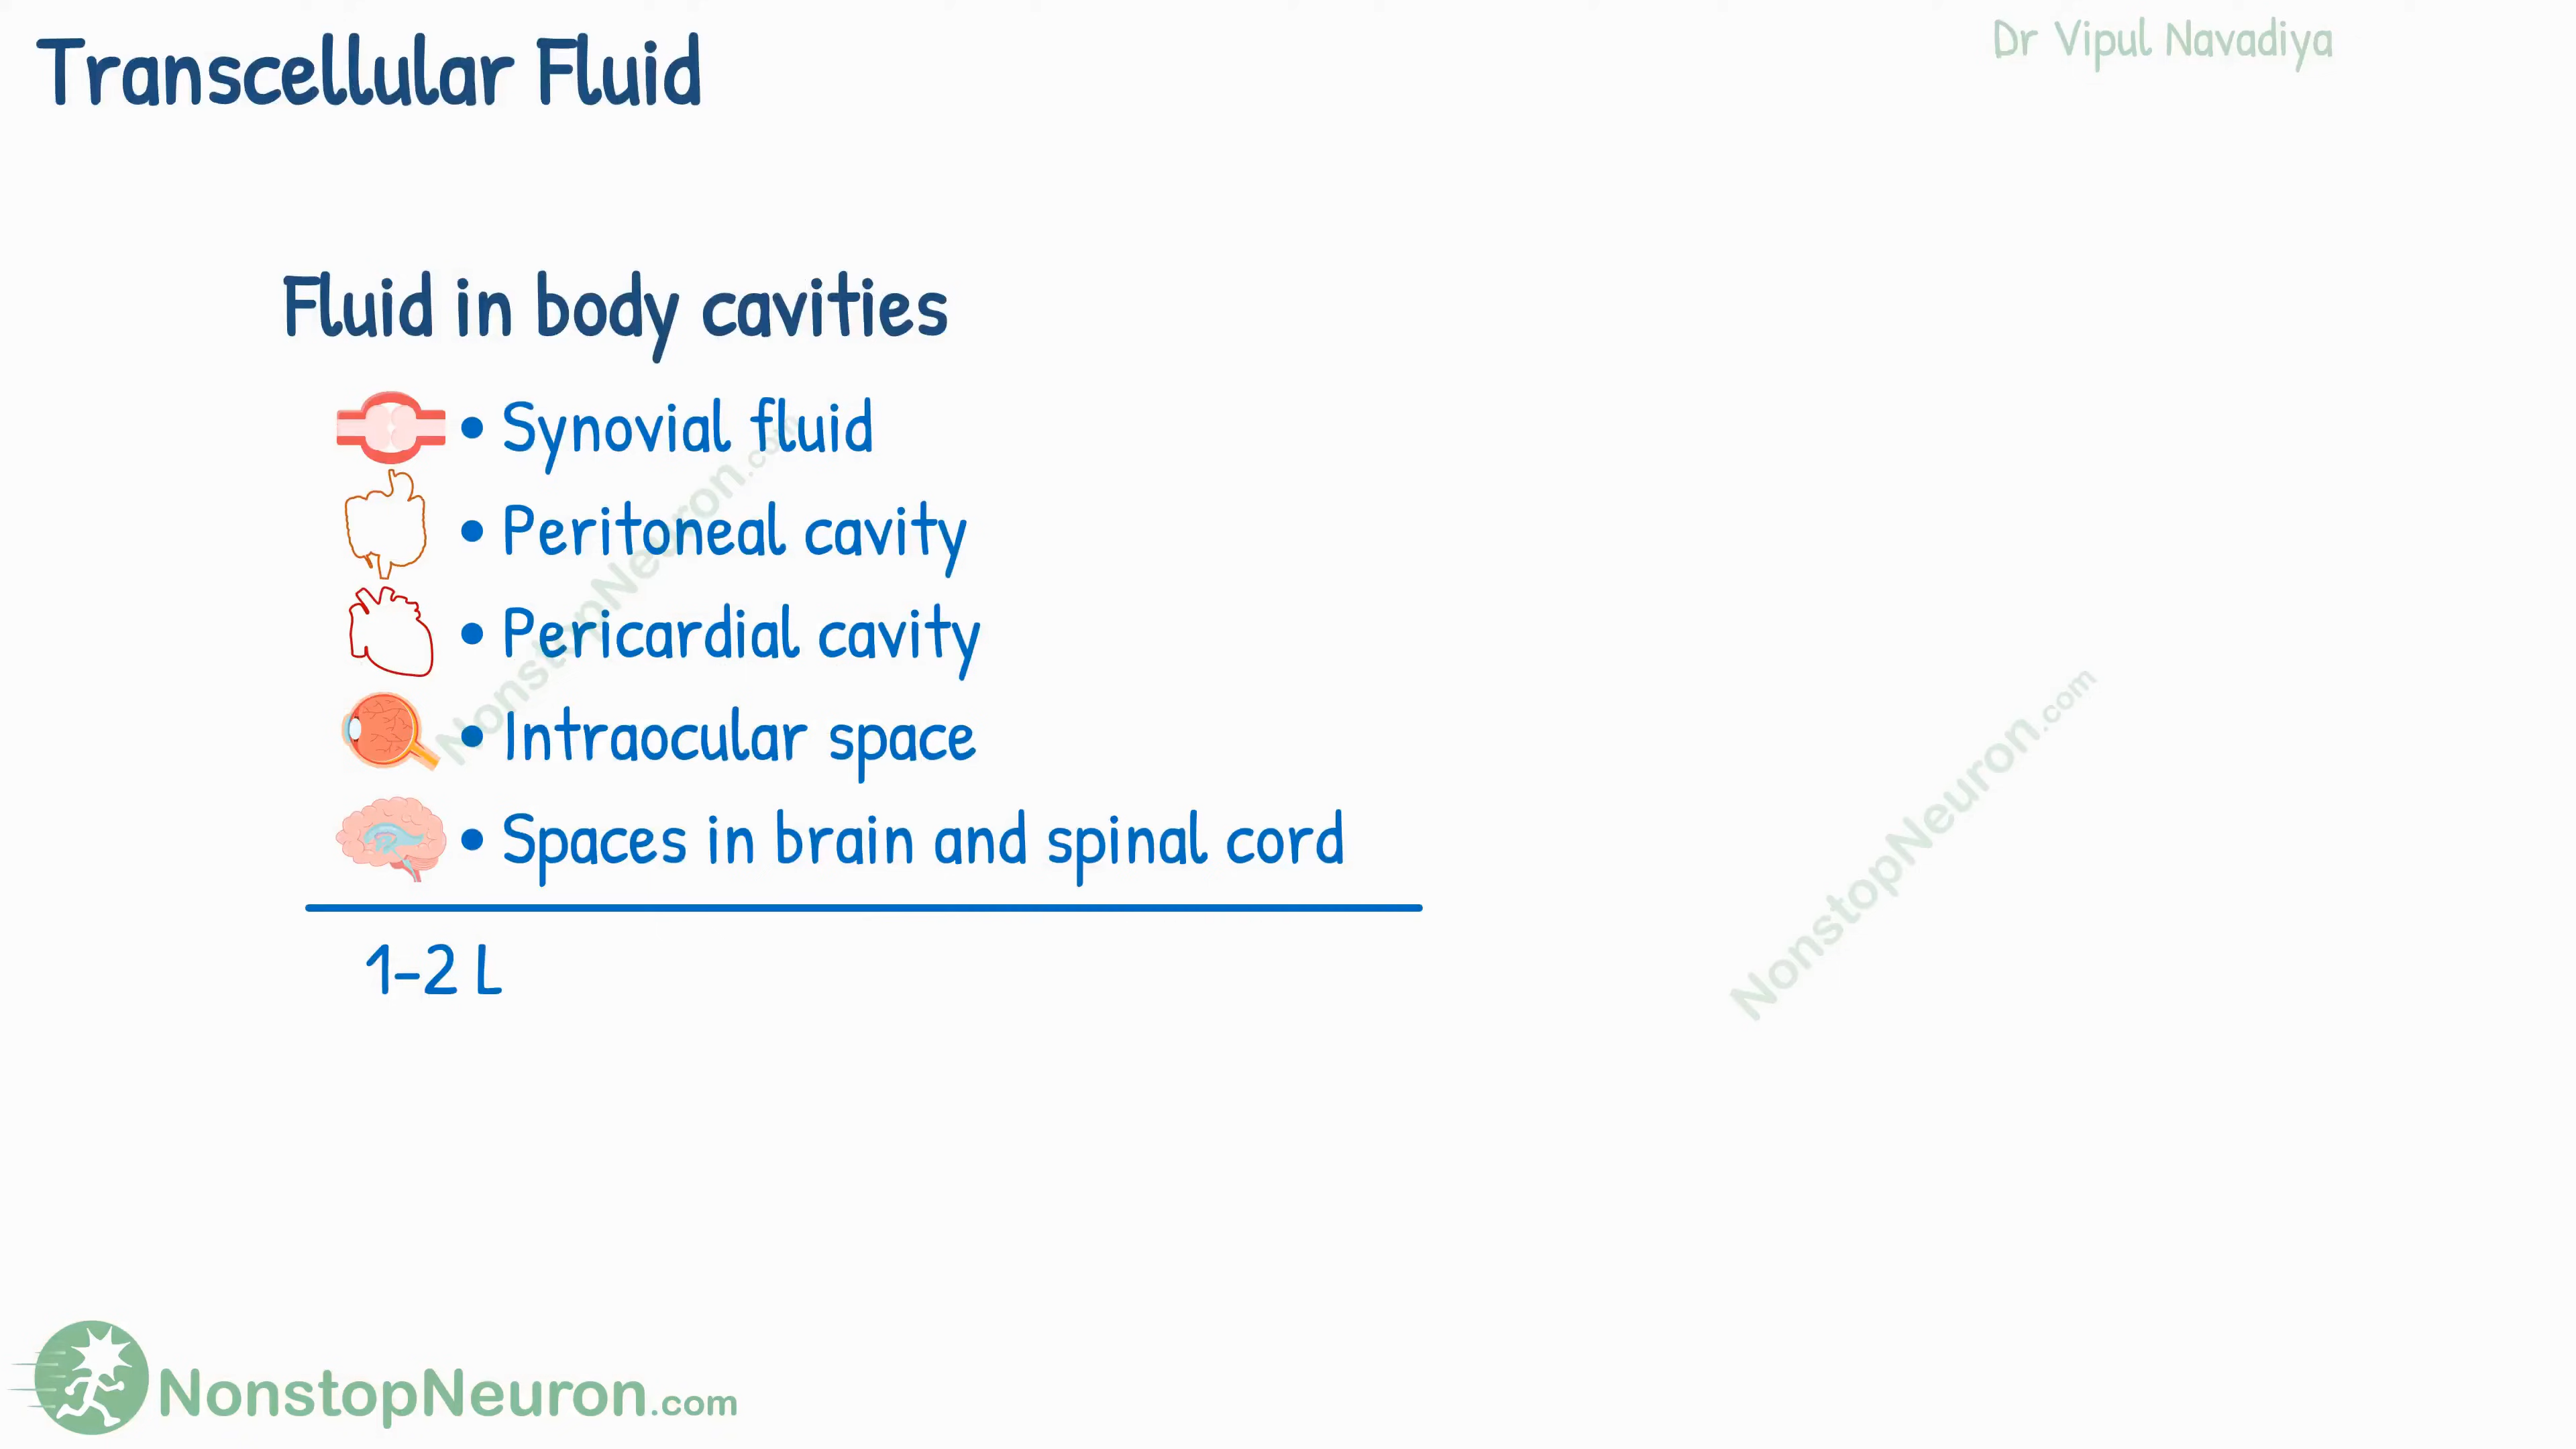 Transcellular Fluid
Dr Vipul Navadiya
Fluid in body cavities
• Synovial fluid
• Peritoneal cavity
• Pericardial cavity
• Intraocular space
• Spaces in brain and spinal cord
1-2 L
NonstopNeuron.com
NonstopNeuron.com
NonstopNeuron.com